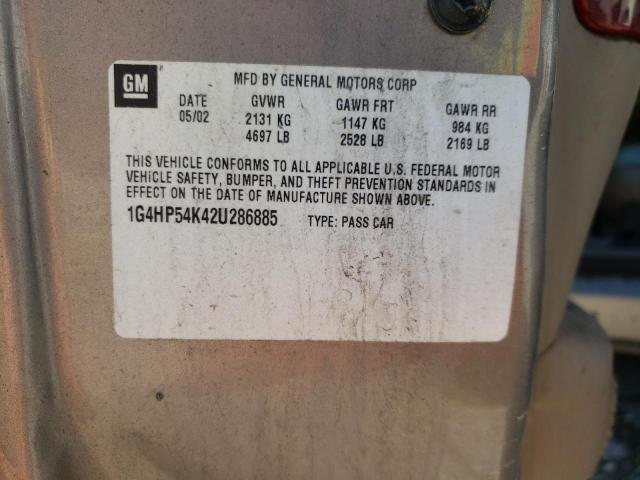 GM
MFD BY GENERAL MOTORS CORP
DATE GVWR GAWR FRT GAWR RR
05/02 2131 KG 1147 KG 984 KG
4697 LB 2528 LB 2169 LB
THIS VEHICLE CONFORMS TO ALL APPLICABLE U.S. FEDERAL MOTOR
VEHICLE SAFETY, BUMPER, AND THEFT PREVENTION STANDARDS IN
EFFECT ON THE DATE OF MANUFACTURE SHOWN ABOVE.
1G4HP54K42U286885 TYPE: PASS CAR